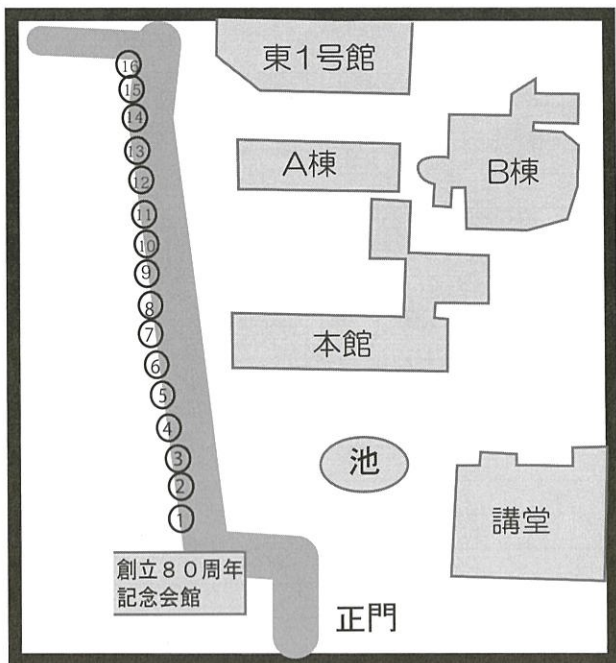 東1号館
A棟
B棟
本館
池
講堂
創立80周年
記念会館
正門
⑯
⑮
⑭
⑬
⑫
⑪
⑩
⑨
⑧
⑦
⑥
⑤
④
③
②
①